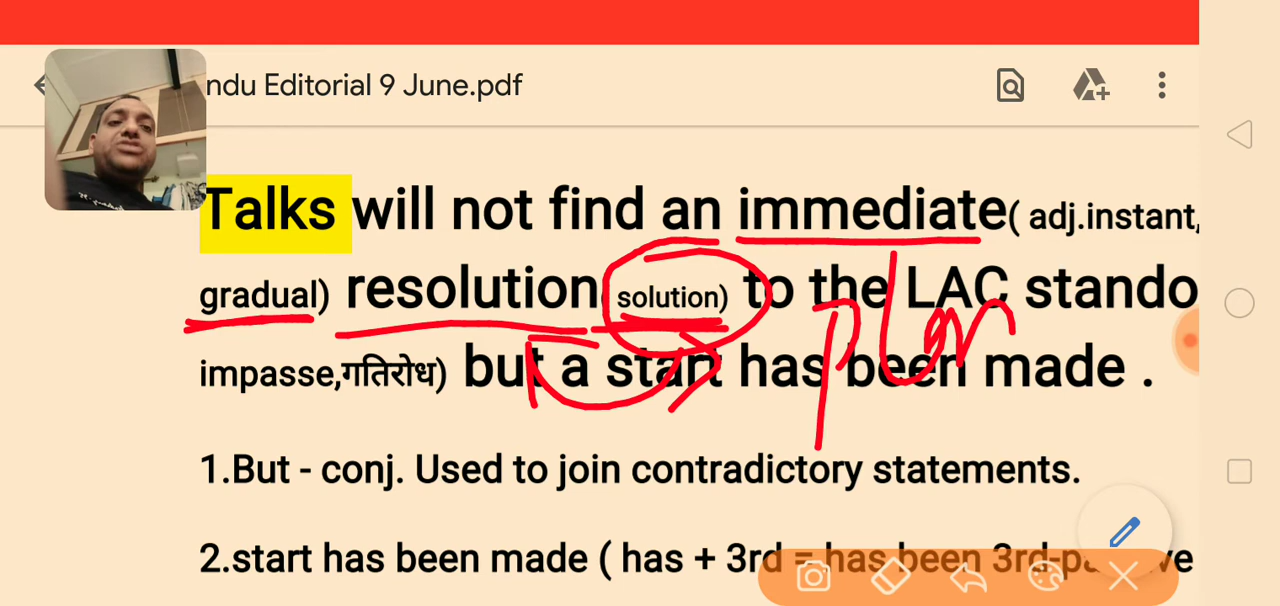 ndu Editorial 9 June.pdf
Talks will not find an immediate( adj.instant,
gradual) resolution( solution) to the LAC stando
impasse,गतिरोध) but a start has been made .
plan
1.But - conj. Used to join contradictory statements.
2.start has been made ( has + 3rd = has been 3rd-pa ve